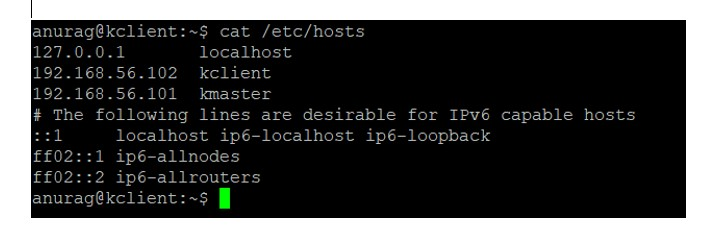 anurag@kclient:~$ cat /etc/hosts
127.0.0.1       localhost
192.168.56.102  kclient
192.168.56.101  kmaster
# The following lines are desirable for IPv6 capable hosts
::1     localhost ip6-localhost ip6-loopback
ff02::1 ip6-allnodes
ff02::2 ip6-allrouters
anurag@kclient:~$